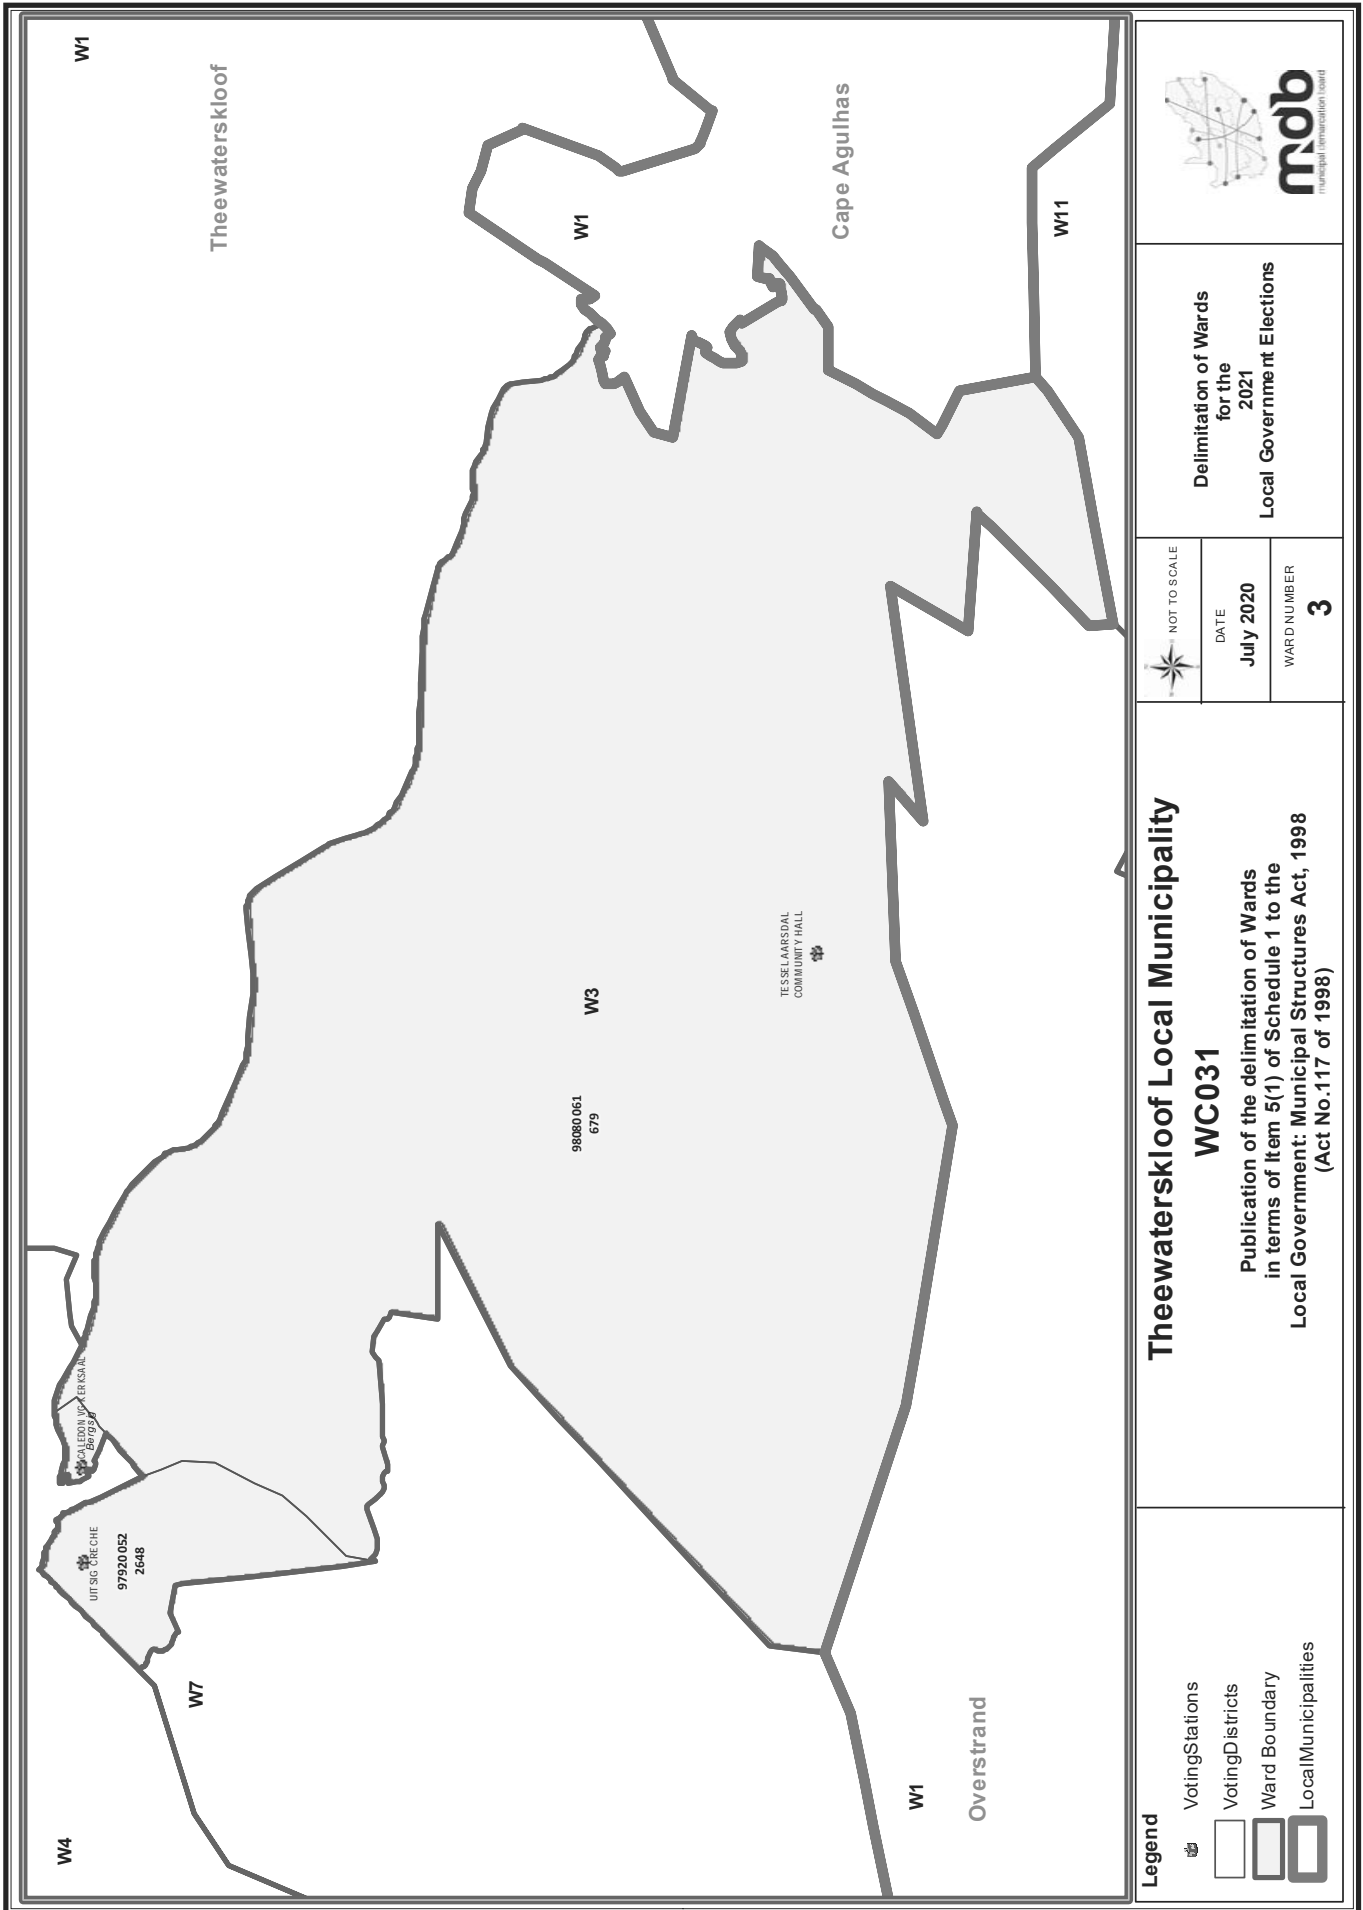 W1
Theewaterskloof
W1
Cape Agulhas
W11
W3
98080061
679
TESSELAARSDAL
COMMUNITY HALL
CALEDON VG KERKSAAL
Bergsig
UITSIG CRECHE
97920052
2648
W7
W4
W1
Overstrand
Legend
VotingStations
VotingDistricts
Ward Boundary
LocalMunicipalities
Theewaterskloof Local Municipality
WC031
Publication of the delimitation of Wards
in terms of Item 5(1) of Schedule 1 to the
Local Government: Municipal Structures Act, 1998
(Act No.117 of 1998)
NOT TO SCALE
DATE
July 2020
WARD NUMBER
3
Delimitation of Wards
for the
2021
Local Government Elections
mdb
municipal demarcation board